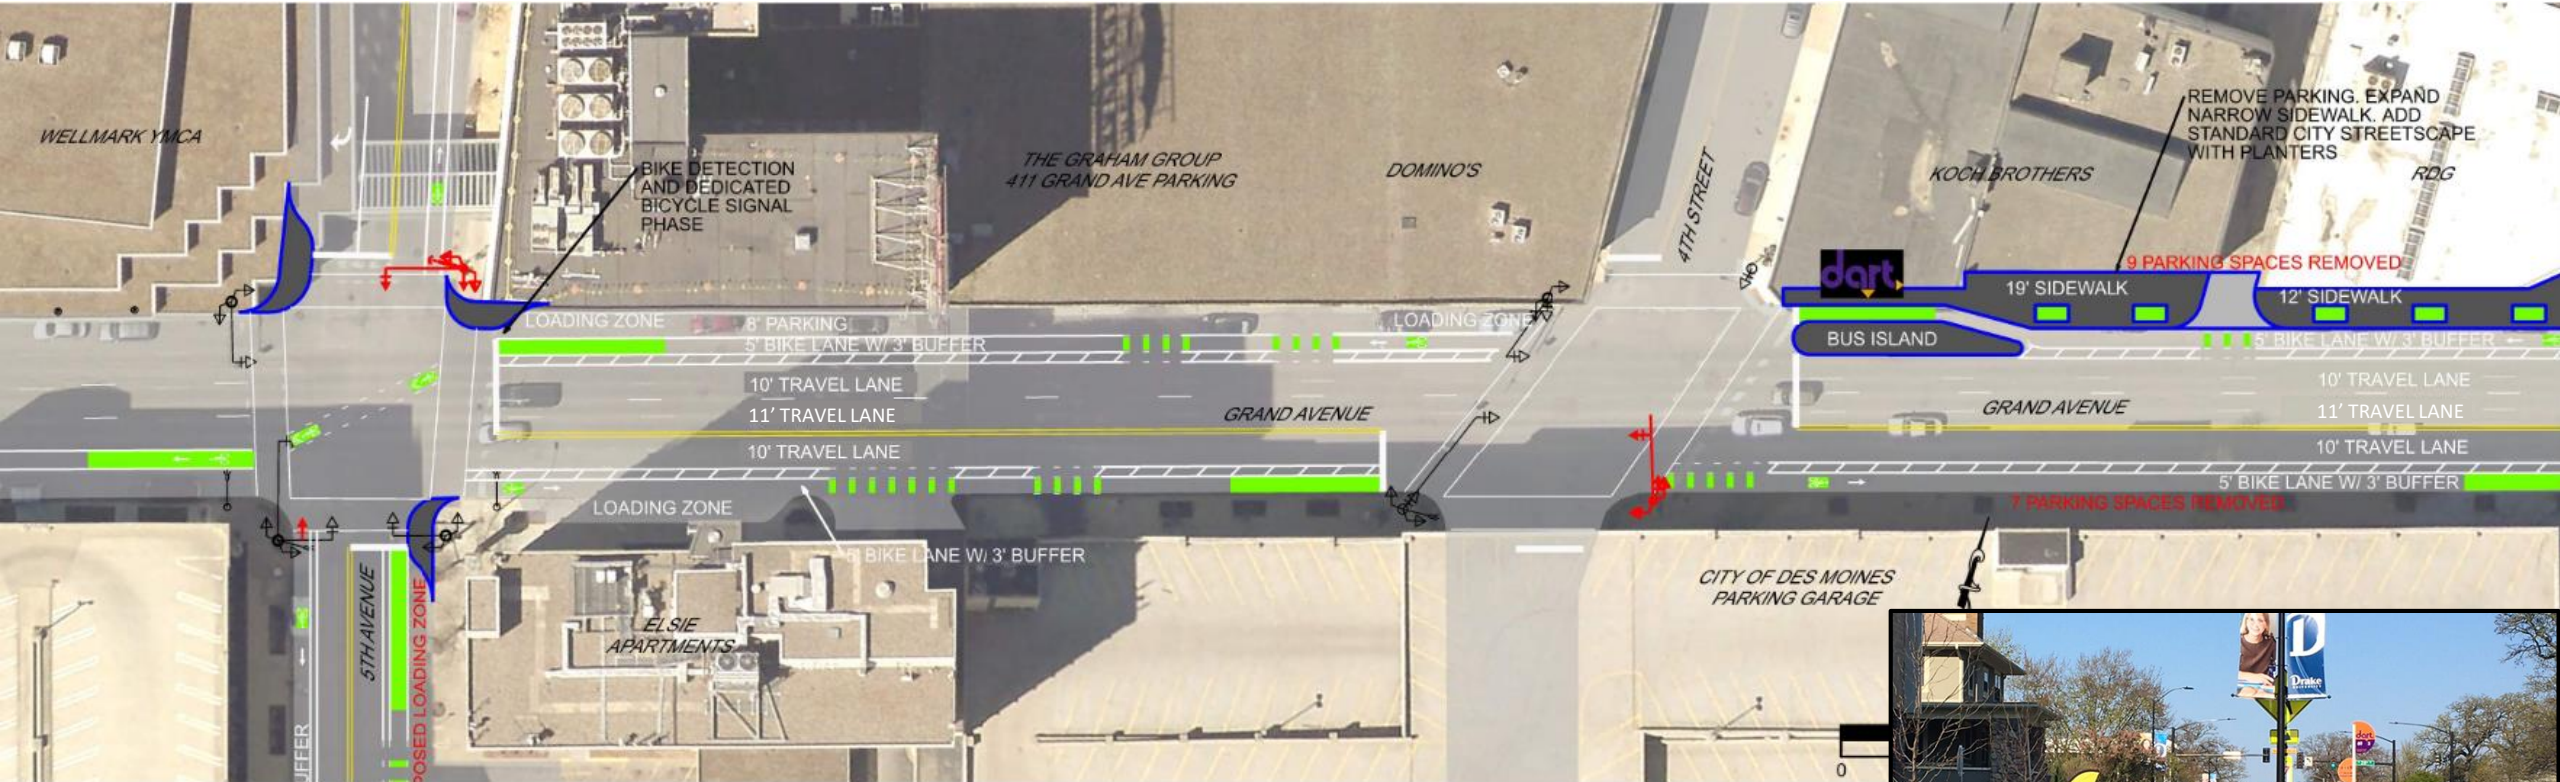 WELLMARK YMCA
BIKE DETECTION
AND DEDICATED
BICYCLE SIGNAL
PHASE
THE GRAHAM GROUP
411 GRAND AVE PARKING
DOMINO'S
4TH STREET
KOCH BROTHERS
REMOVE PARKING. EXPAND
NARROW SIDEWALK. ADD
STANDARD CITY STREETSCAPE
WITH PLANTERS
RDG
dart
9 PARKING SPACES REMOVED
19' SIDEWALK
12' SIDEWALK
LOADING ZONE
8' PARKING
LOADING ZONE
5' BIKE LANE W/ 3' BUFFER
BUS ISLAND
5' BIKE LANE W/ 3' BUFFER
10' TRAVEL LANE
11' TRAVEL LANE
GRAND AVENUE
10' TRAVEL LANE
10' TRAVEL LANE
11' TRAVEL LANE
GRAND AVENUE
10' TRAVEL LANE
LOADING ZONE
5' BIKE LANE W/ 3' BUFFER
5' BIKE LANE W/ 3' BUFFER
7 PARKING SPACES REMOVED
5TH AVENUE
POSED LOADING ZONE
UFFER
ELSIE
APARTMENTS
CITY OF DES MOINES
PARKING GARAGE
0
D
Drake
dart